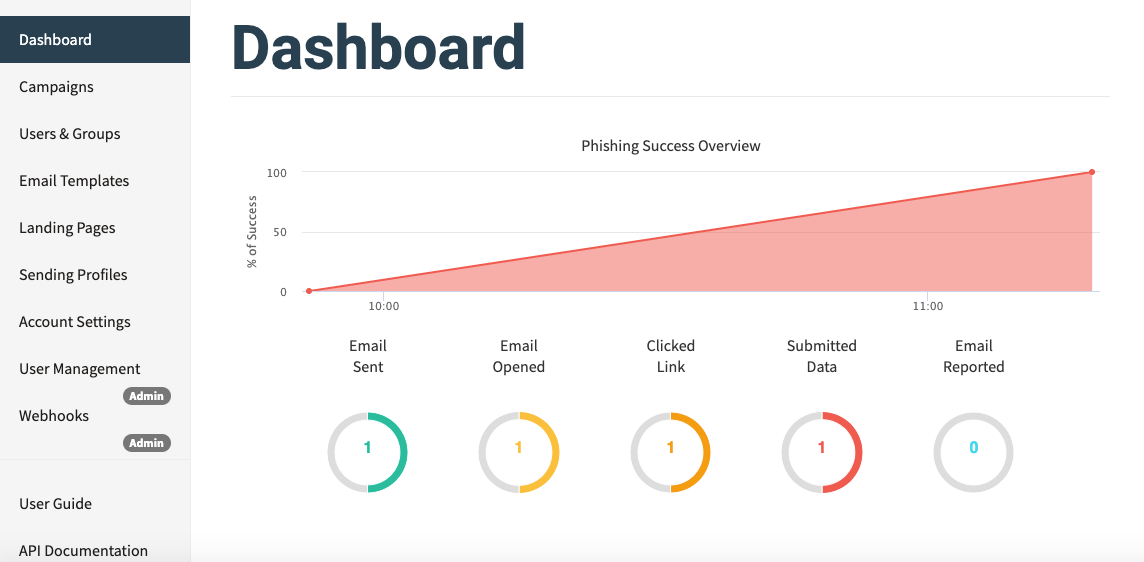 Dashboard
Campaigns
Users & Groups
Email Templates
Landing Pages
Sending Profiles
Account Settings
User Management
Admin
Webhooks
Admin
User Guide
API Documentation
Dashboard
Phishing Success Overview
% of Success
100
50
0
10:00
11:00
Email
Sent
1
Email
Opened
1
Clicked
Link
1
Submitted
Data
1
Email
Reported
0